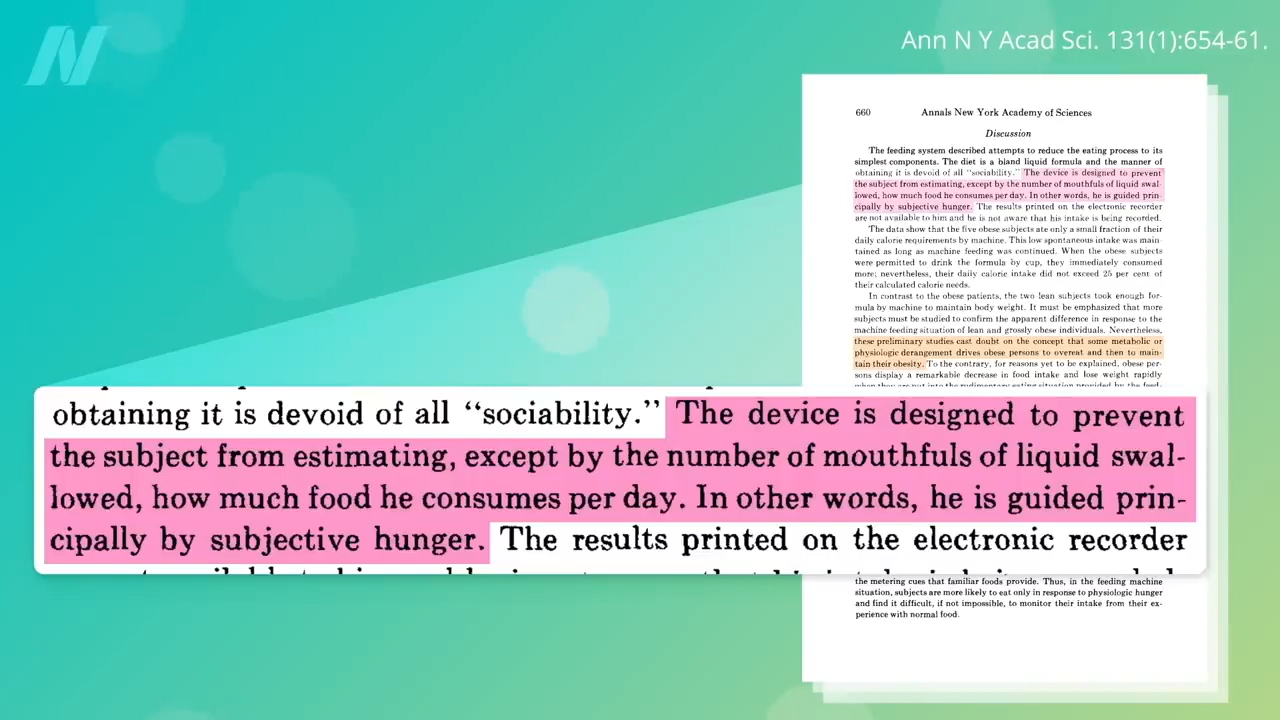 N
Ann N Y Acad Sci. 131(1):654-61.
660 Annals New York Academy of Sciences
Discussion
The feeding system described attempts to reduce the eating process to its
simplest components. The diet is a bland liquid formula and the manner of
obtaining it is devoid of all “sociability.” The device is designed to prevent
the subject from estimating, except by the number of mouthfuls of liquid swal-
lowed, how much food he consumes per day. In other words, he is guided prin-
cipally by subjective hunger. The results printed on the electronic recorder
are not available to him and he is not aware that his intake is being recorded.
The data show that the five obese subjects ate only a small fraction of their
daily calorie requirements by machine. This low spontaneous intake was main-
tained as long as machine feeding was continued. When the obese subjects
were permitted to drink the formula by cup, they immediately consumed
more; nevertheless, their daily calorie intake did not exceed 25 per cent of
their calculated calorie needs.
In contrast to the obese patients, the two lean subjects took enough for-
mula by machine to maintain body weight. It must be emphasized that more
subjects must be studied to confirm the apparent difference in response to the
machine feeding situation of lean and grossly obese individuals. Nevertheless,
these preliminary studies cast doubt on the concept that some metabolic or
physiologic derangement drives obese persons to overeat and then to main-
tain their obesity. To the contrary, for reasons yet to be explained, obese per-
sons display a remarkable decrease in food intake and lose weight rapidly
obtaining it is devoid of all “sociability.” The device is designed to prevent
the subject from estimating, except by the number of mouthfuls of liquid swal-
lowed, how much food he consumes per day. In other words, he is guided prin-
cipally by subjective hunger. The results printed on the electronic recorder
the metering cues that familiar foods provide. Thus, in the feeding machine
situation, subjects are more likely to eat only in response to physiologic hunger
and find it difficult, if not impossible, to monitor their intake from their ex-
perience with normal food.